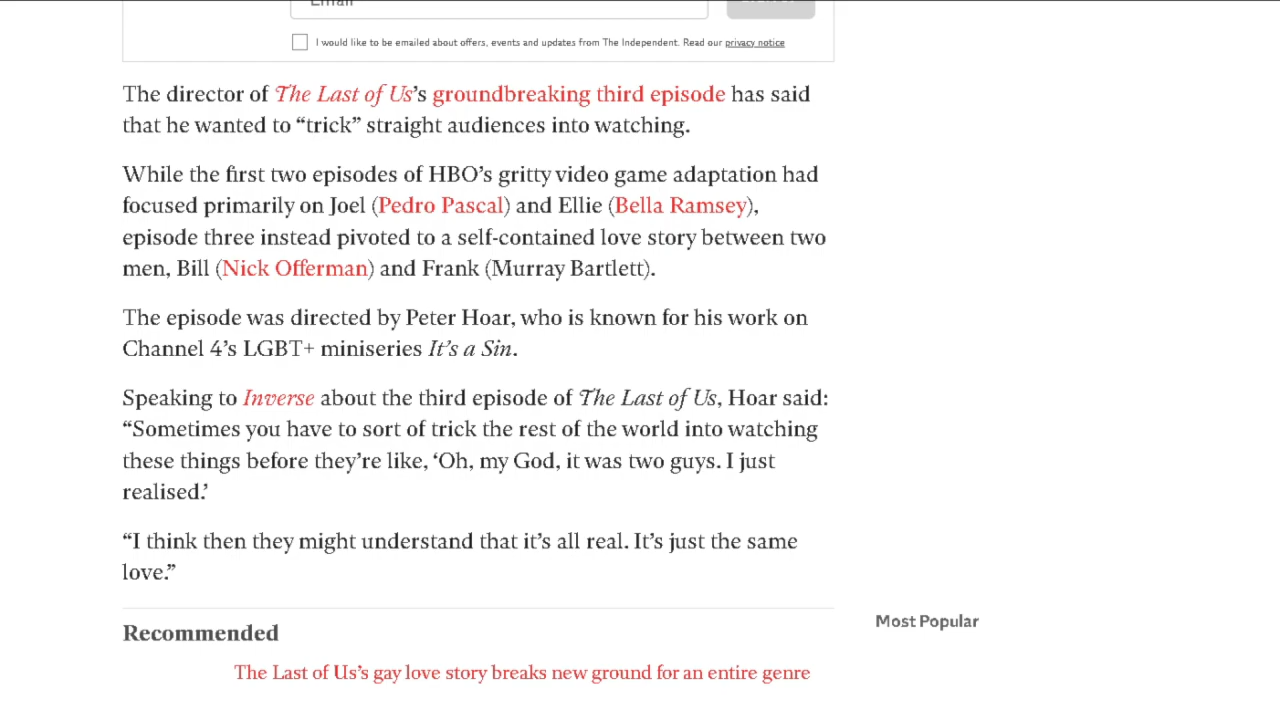 Email
I would like to be emailed about offers, events and updates from The Independent. Read our privacy notice
The director of The Last of Us’s groundbreaking third episode has said
that he wanted to “trick” straight audiences into watching.
While the first two episodes of HBO’s gritty video game adaptation had
focused primarily on Joel (Pedro Pascal) and Ellie (Bella Ramsey),
episode three instead pivoted to a self-contained love story between two
men, Bill (Nick Offerman) and Frank (Murray Bartlett).
The episode was directed by Peter Hoar, who is known for his work on
Channel 4’s LGBT+ miniseries It’s a Sin.
Speaking to Inverse about the third episode of The Last of Us, Hoar said:
“Sometimes you have to sort of trick the rest of the world into watching
these things before they’re like, ‘Oh, my God, it was two guys. I just
realised.’
“I think then they might understand that it’s all real. It’s just the same
love.”
Recommended
Most Popular
The Last of Us’s gay love story breaks new ground for an entire genre